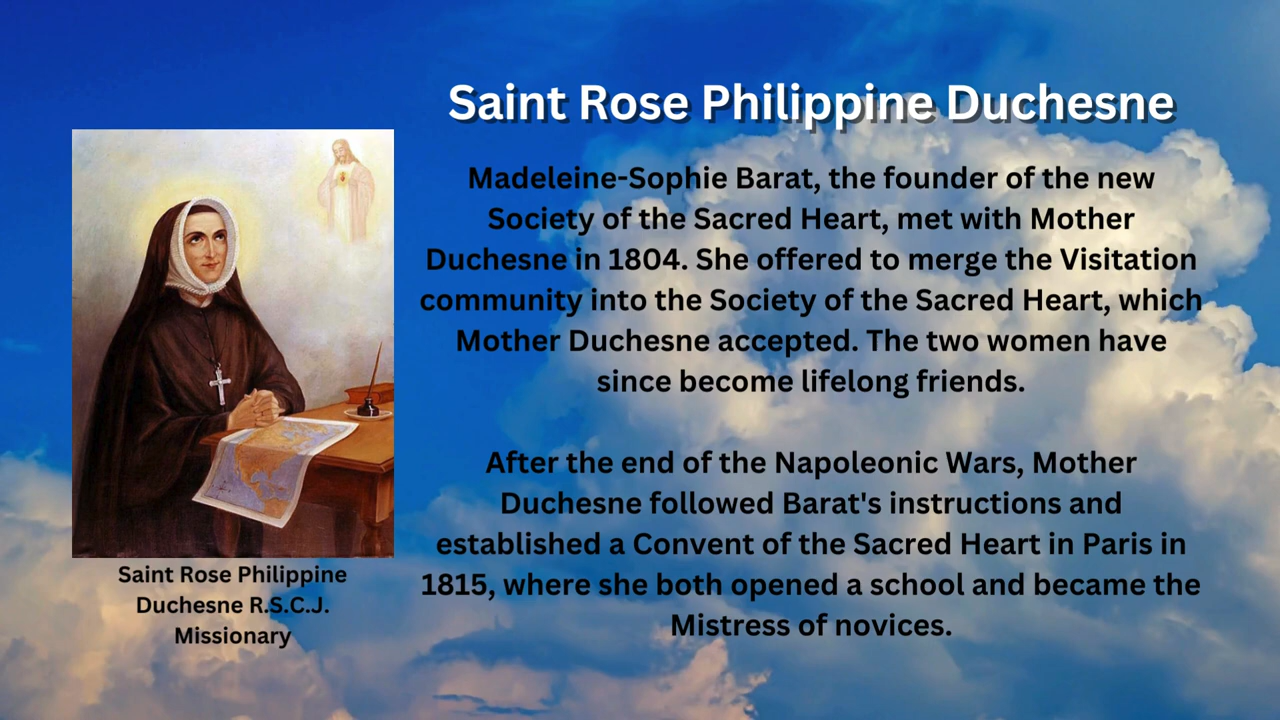 Saint Rose Philippine Duchesne
Madeleine-Sophie Barat, the founder of the new
Society of the Sacred Heart, met with Mother
Duchesne in 1804. She offered to merge the Visitation
community into the Society of the Sacred Heart, which
Mother Duchesne accepted. The two women have
since become lifelong friends.
After the end of the Napoleonic Wars, Mother
Duchesne followed Barat's instructions and
established a Convent of the Sacred Heart in Paris in
1815, where she both opened a school and became the
Mistress of novices.
Saint Rose Philippine
Duchesne R.S.C.J.
Missionary